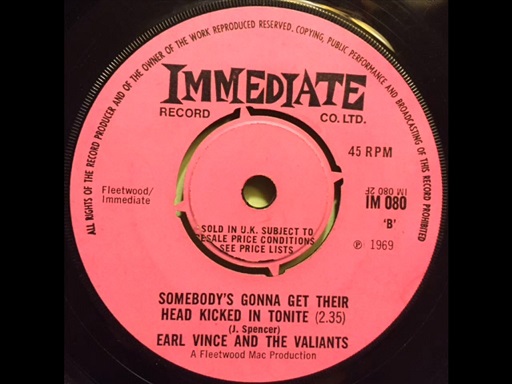 ALL RIGHTS OF THE RECORD PRODUCER AND OF THE OWNER OF THE WORK REPRODUCED RESERVED. COPYING, PUBLIC PERFORMANCE AND BROADCASTING OF THIS RECORD PROHIBITED
IMMEDIATE
RECORD CO. LTD.
45 RPM
Fleetwood/
Immediate
IM 080 2F
IM 080
'B'
SOLD IN U.K. SUBJECT TO
RESALE PRICE CONDITIONS
SEE PRICE LISTS
℗ 1969
SOMEBODY'S GONNA GET THEIR
HEAD KICKED IN TONITE (2.35)
(J. Spencer)
EARL VINCE AND THE VALIANTS
A Fleetwood Mac Production